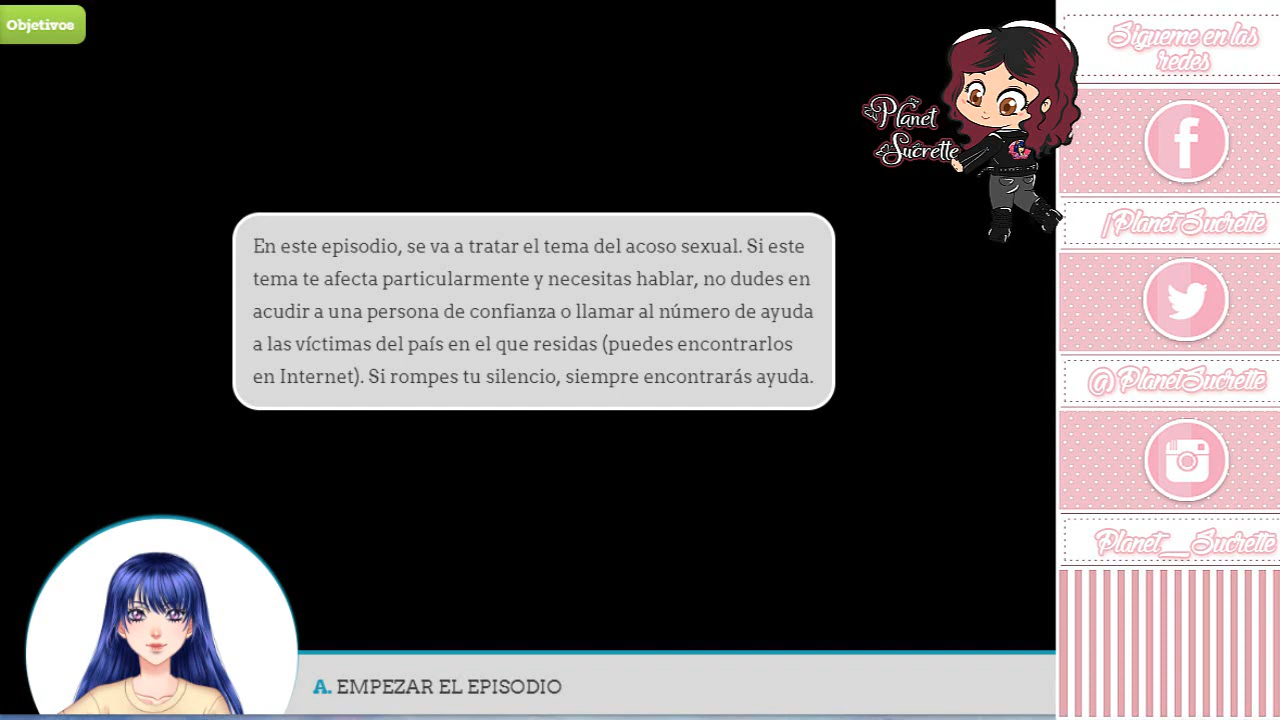 Objetivos
Planet
Sucrette
En este episodio, se va a tratar el tema del acoso sexual. Si este
tema te afecta particularmente y necesitas hablar, no dudes en
acudir a una persona de confianza o llamar al número de ayuda
a las víctimas del país en el que residas (puedes encontrarlos
en Internet). Si rompes tu silencio, siempre encontrarás ayuda.
A. EMPEZAR EL EPISODIO
Sigueme en las
redes
/PlanetSucrette
@PlanetSucrette
Planet__Sucrette